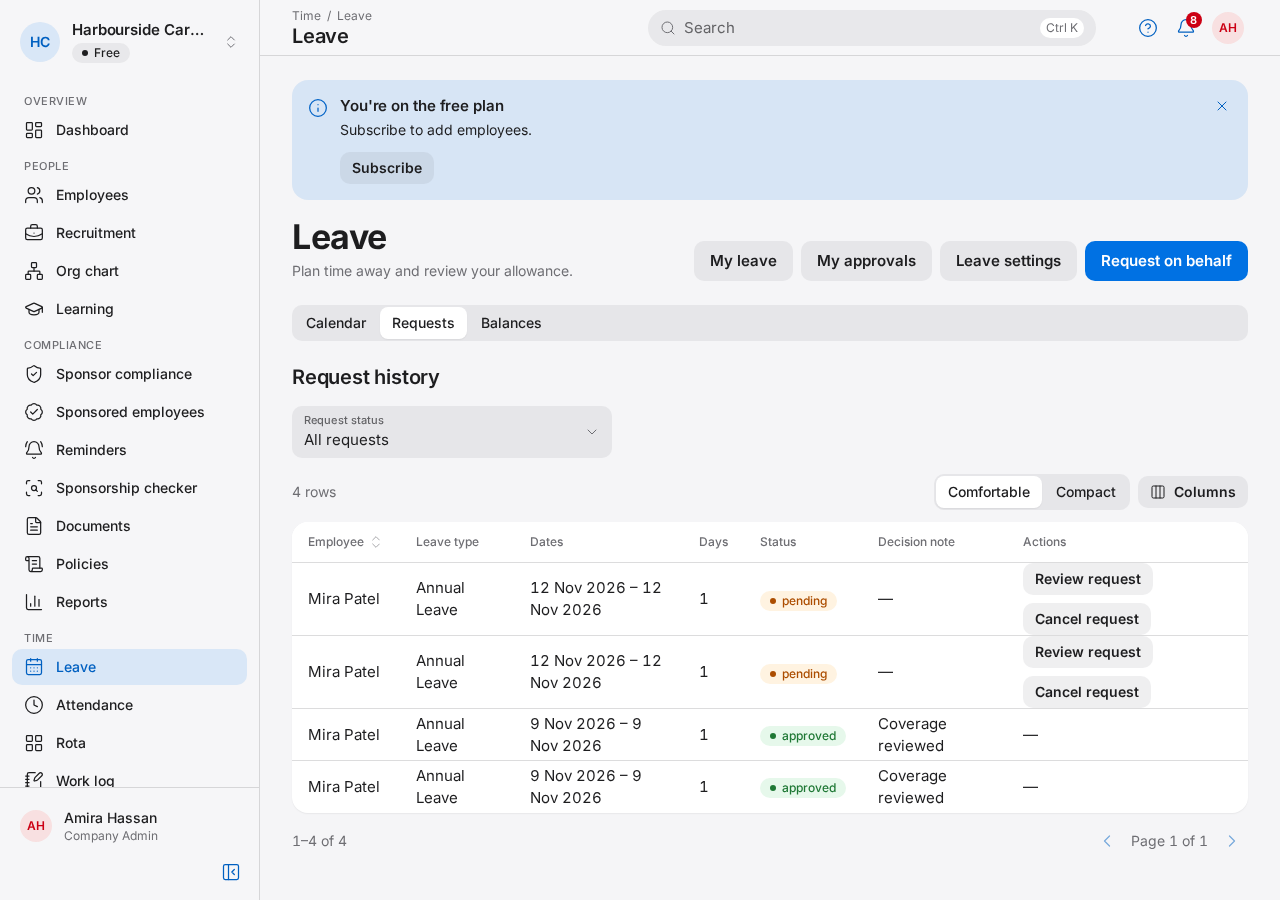 HC
Harbourside Car...
Free
OVERVIEW
Dashboard
PEOPLE
Employees
Recruitment
Org chart
Learning
COMPLIANCE
Sponsor compliance
Sponsored employees
Reminders
Sponsorship checker
Documents
Policies
Reports
TIME
Leave
Attendance
Rota
Work log
AH
Amira Hassan
Company Admin
Time / Leave
Leave
Search
Ctrl K
8
AH
You're on the free plan
Subscribe to add employees.
Subscribe
Leave
Plan time away and review your allowance.
My leave
My approvals
Leave settings
Request on behalf
Calendar
Requests
Balances
Request history
Request status
All requests
4 rows
Comfortable
Compact
Columns
Employee Leave type Dates Days Status Decision note Actions
Mira Patel
Annual
Leave
12 Nov 2026 – 12
Nov 2026
1
pending
—
Review request
Cancel request
Mira Patel
Annual
Leave
12 Nov 2026 – 12
Nov 2026
1
pending
—
Review request
Cancel request
Mira Patel
Annual
Leave
9 Nov 2026 – 9
Nov 2026
1
approved
Coverage
reviewed
—
Mira Patel
Annual
Leave
9 Nov 2026 – 9
Nov 2026
1
approved
Coverage
reviewed
—
1–4 of 4
Page 1 of 1